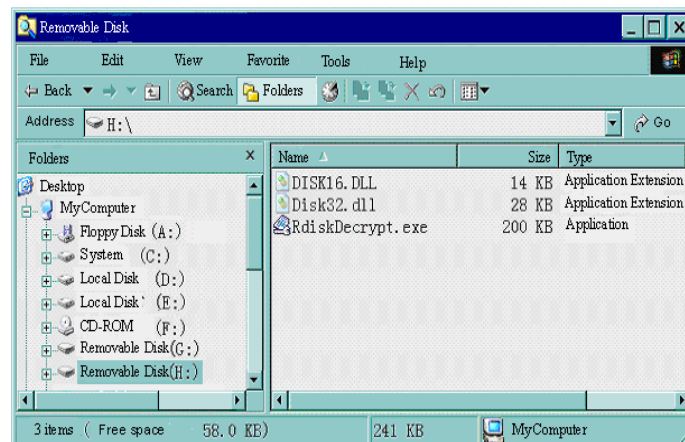 Removable Disk
File Edit View Favorite Tools Help
Back Search Folders
Address H:\ Go
Folders x Name Size Type
Desktop
MyComputer
Floppy Disk (A:)
System (C:)
Local Disk (D:)
Local Disk (E:)
CD-ROM (F:)
Removable Disk(G:)
Removable Disk(H:)
DISK16.DLL 14 KB Application Extension
Disk32.dll 28 KB Application Extension
RdiskDecrypt.exe 200 KB Application
3 items ( Free space 58.0 KB) 241 KB MyComputer